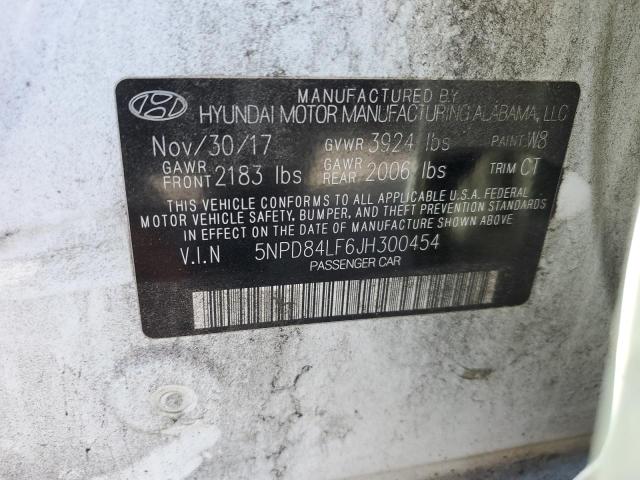 MANUFACTURED BY
HYUNDAI MOTOR MANUFACTURING ALABAMA, LLC
Nov/30/17 GVWR 3924 lbs PAINT: W8
GAWR FRONT 2183 lbs GAWR REAR 2006 lbs TRIM CT
THIS VEHICLE CONFORMS TO ALL APPLICABLE U.S.A. FEDERAL
MOTOR VEHICLE SAFETY, BUMPER, AND THEFT PREVENTION STANDARDS
IN EFFECT ON THE DATE OF MANUFACTURE SHOWN ABOVE.
V.I.N 5NPD84LF6JH300454
PASSENGER CAR